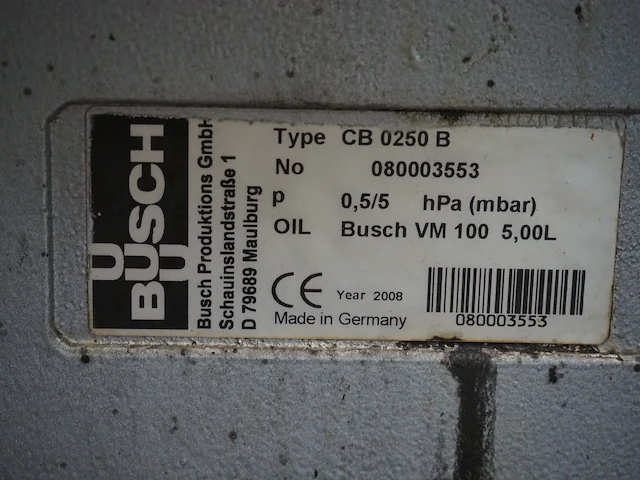 BUSCH
Busch Produktions GmbH
Schauinslandstraße 1
D 79689 Maulburg
Type CB 0250 B
No 080003553
p 0,5/5 hPa (mbar)
OIL Busch VM 100 5,00L
CE Year 2008
Made in Germany
080003553